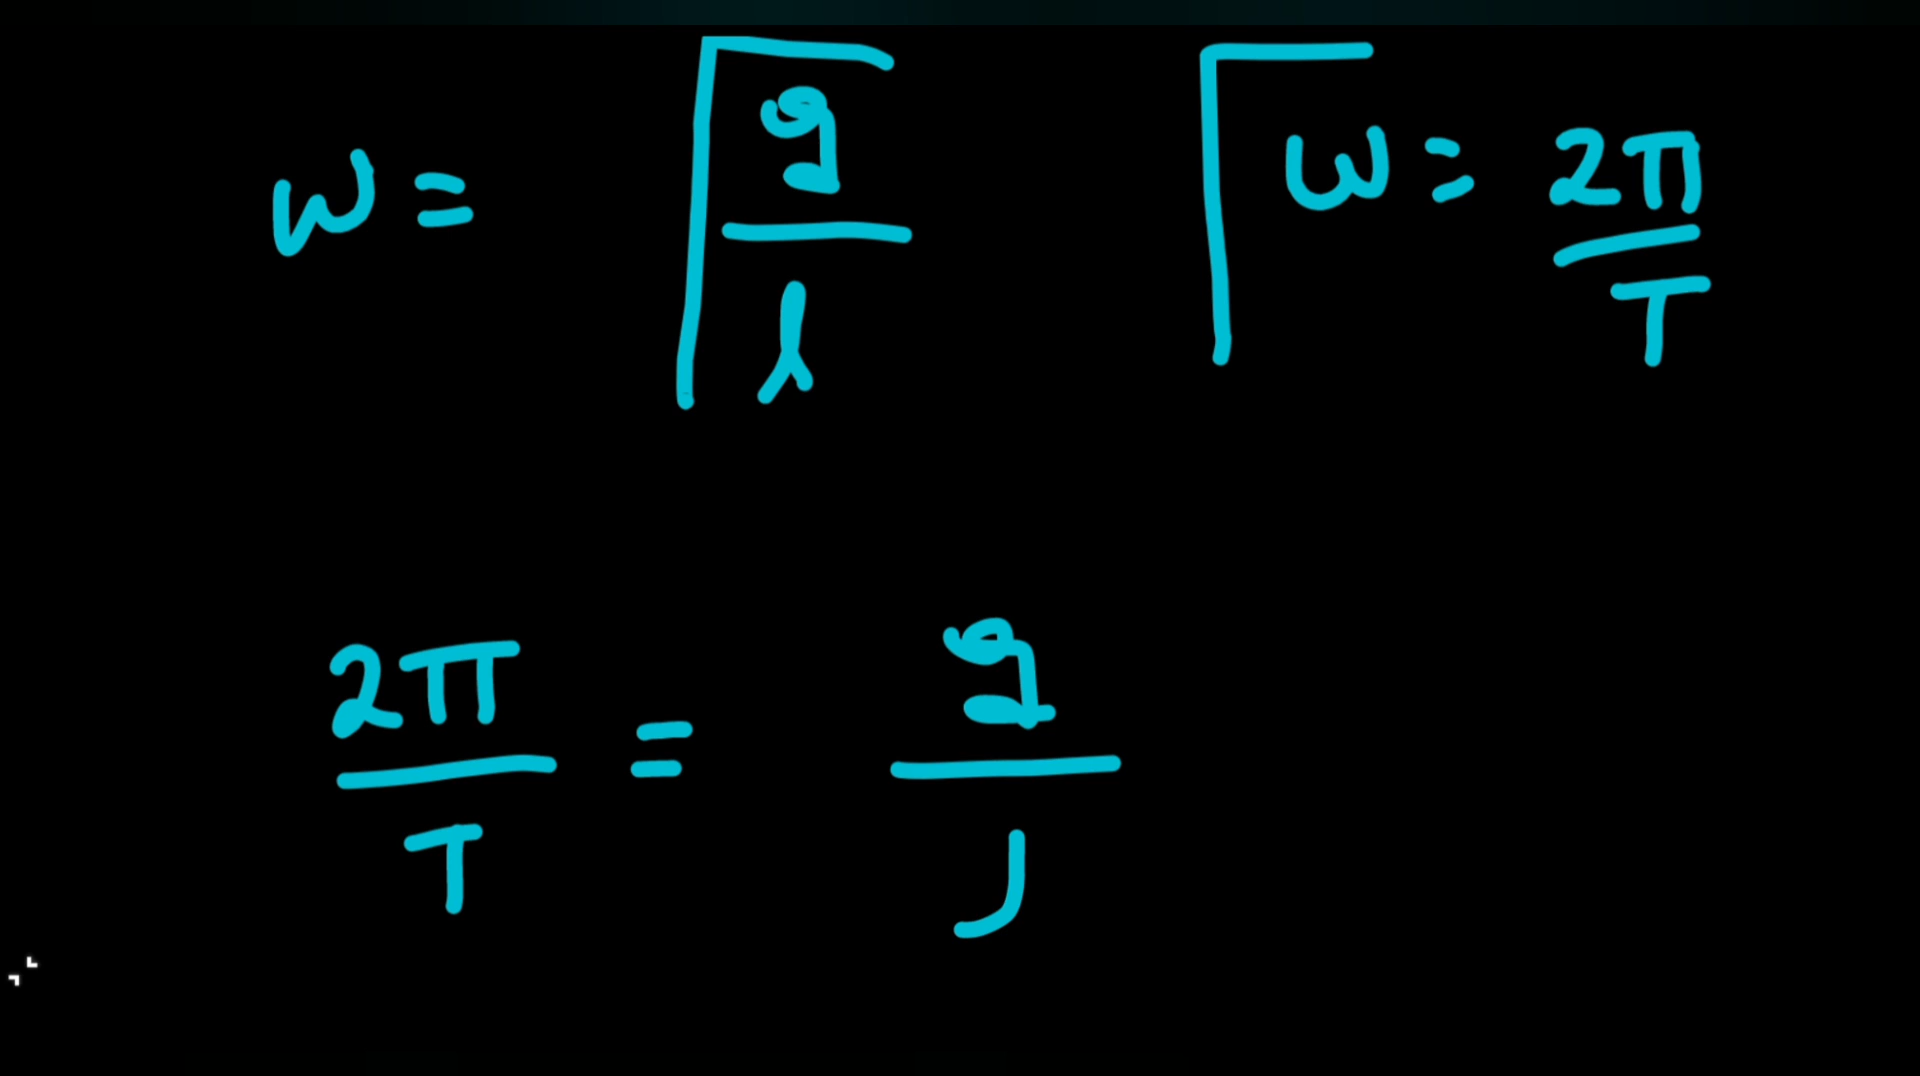 ω = √(g/l)    ω = 2π/T
2π/T = g/J